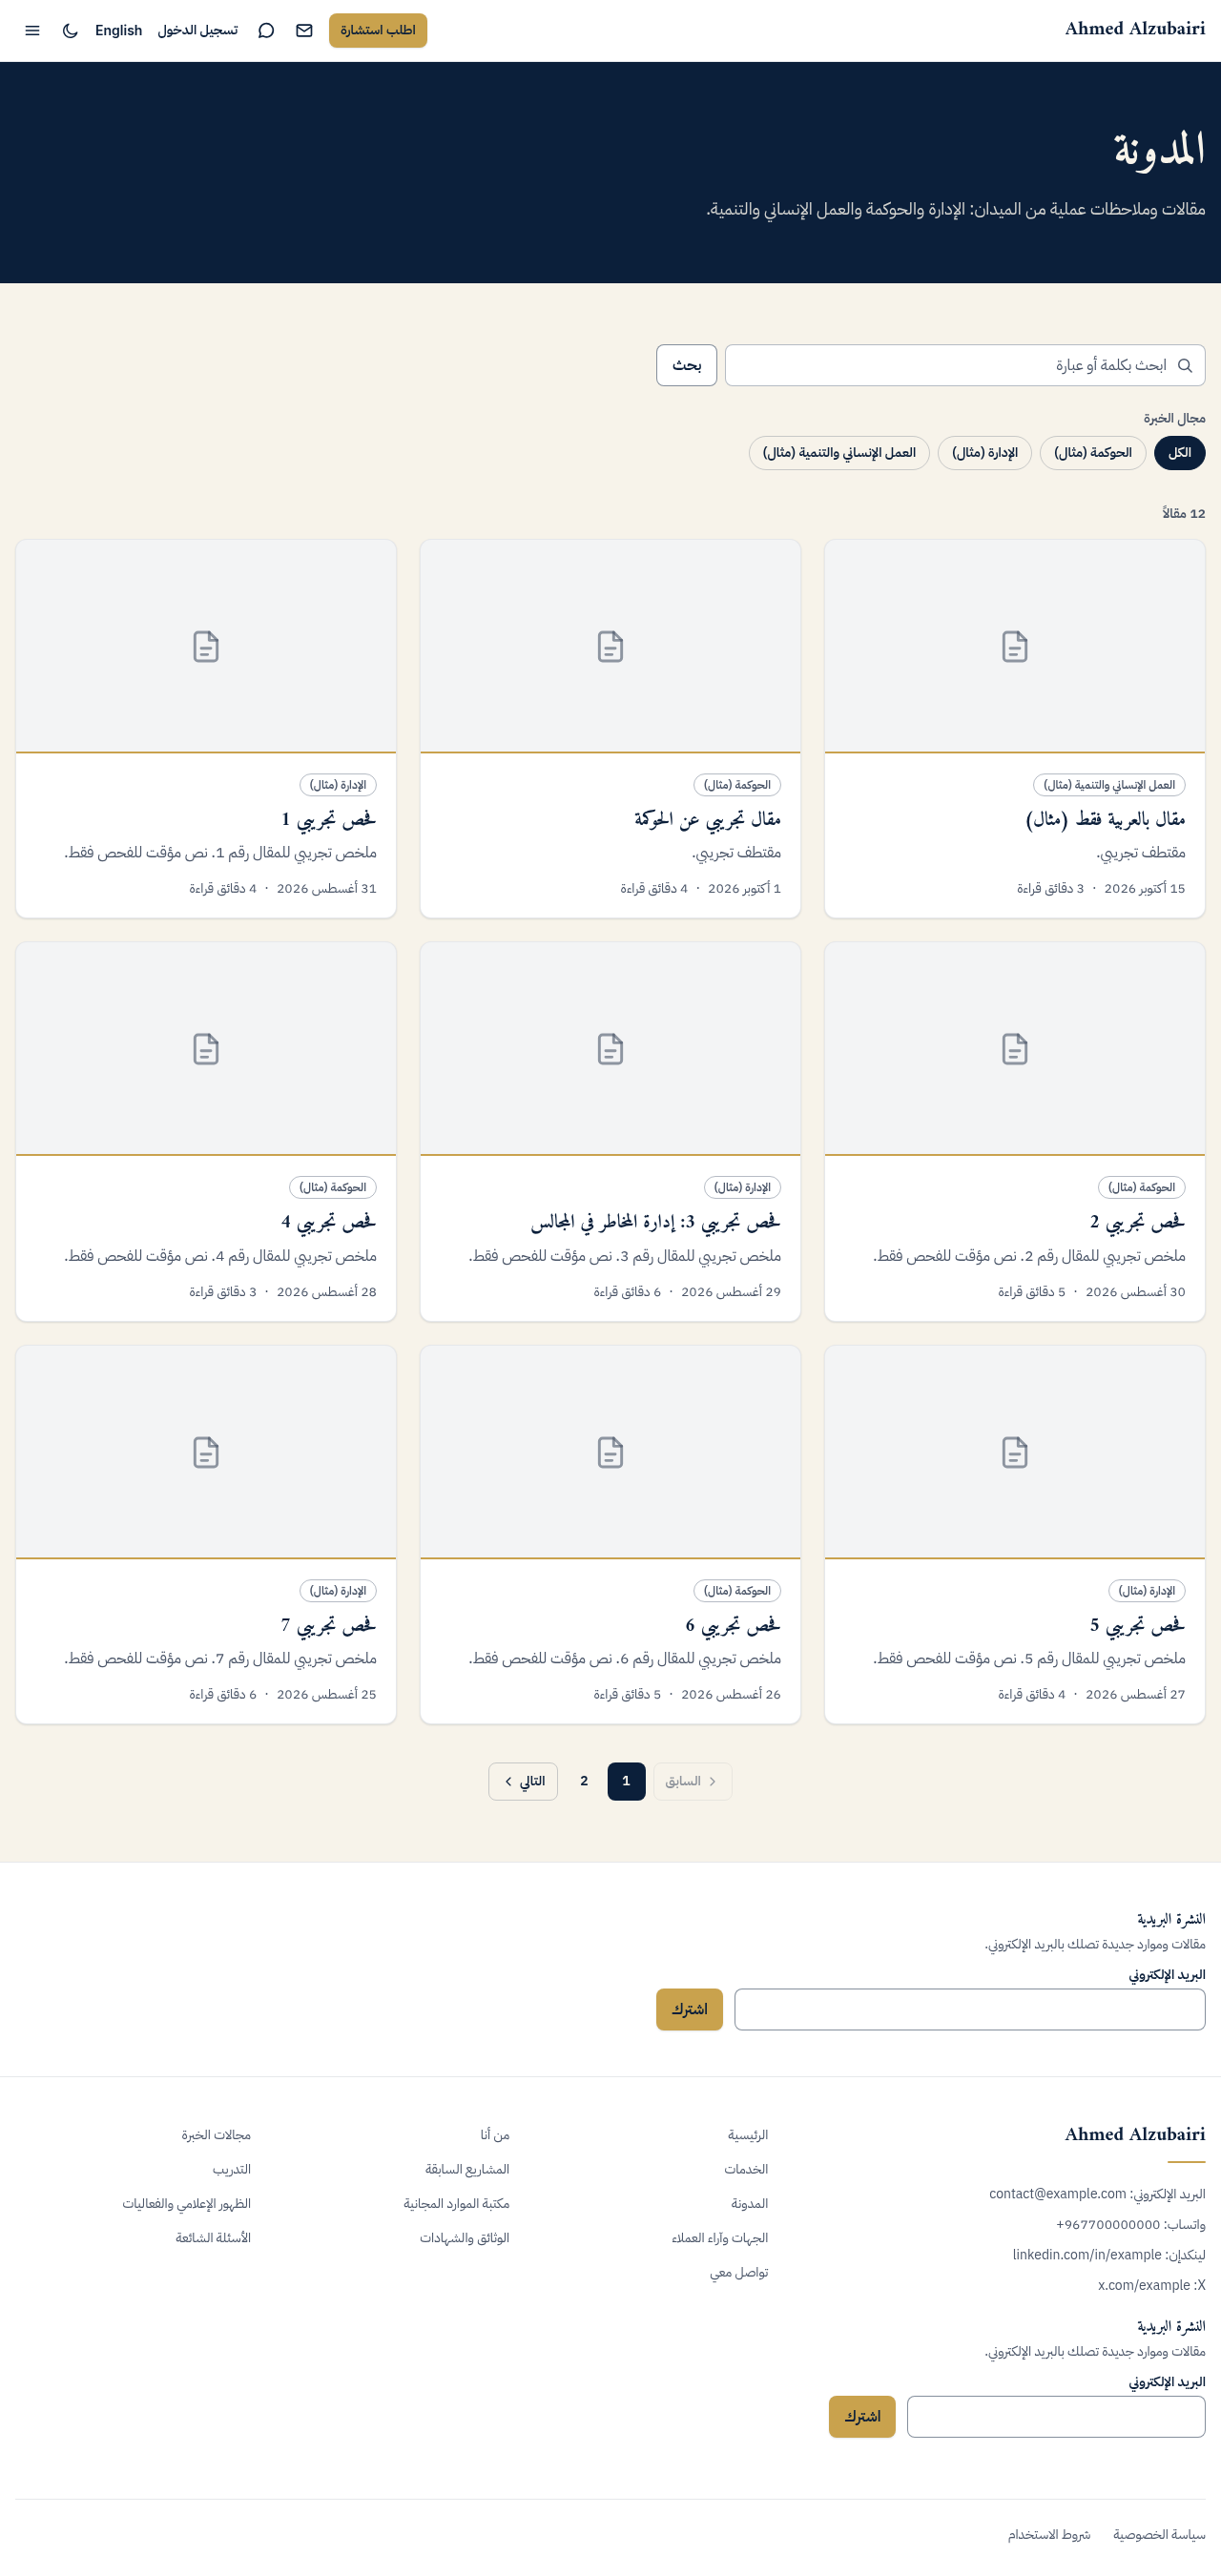 Ahmed Alzubairi
اطلب استشارة
تسجيل الدخول
English
المدونة
مقالات وملاحظات عملية من الميدان: الإدارة والحوكمة والعمل الإنساني والتنمية.
ابحث بكلمة أو عبارة
بحث
مجال الخبرة
الكل
الحوكمة (مثال)
الإدارة (مثال)
العمل الإنساني والتنمية (مثال)
12 مقالاً
العمل الإنساني والتنمية (مثال)
مقال بالعربية فقط (مثال)
مقتطف تجريبي.
15 أكتوبر 2026 · 3 دقائق قراءة
الحوكمة (مثال)
مقال تجريبي عن الحوكمة
مقتطف تجريبي.
1 أكتوبر 2026 · 4 دقائق قراءة
الإدارة (مثال)
فحص تجريبي 1
ملخص تجريبي للمقال رقم 1. نص مؤقت للفحص فقط.
31 أغسطس 2026 · 4 دقائق قراءة
الحوكمة (مثال)
فحص تجريبي 2
ملخص تجريبي للمقال رقم 2. نص مؤقت للفحص فقط.
30 أغسطس 2026 · 5 دقائق قراءة
الإدارة (مثال)
فحص تجريبي 3: إدارة المخاطر في المجالس
ملخص تجريبي للمقال رقم 3. نص مؤقت للفحص فقط.
29 أغسطس 2026 · 6 دقائق قراءة
الحوكمة (مثال)
فحص تجريبي 4
ملخص تجريبي للمقال رقم 4. نص مؤقت للفحص فقط.
28 أغسطس 2026 · 3 دقائق قراءة
الإدارة (مثال)
فحص تجريبي 5
ملخص تجريبي للمقال رقم 5. نص مؤقت للفحص فقط.
27 أغسطس 2026 · 4 دقائق قراءة
الحوكمة (مثال)
فحص تجريبي 6
ملخص تجريبي للمقال رقم 6. نص مؤقت للفحص فقط.
26 أغسطس 2026 · 5 دقائق قراءة
الإدارة (مثال)
فحص تجريبي 7
ملخص تجريبي للمقال رقم 7. نص مؤقت للفحص فقط.
25 أغسطس 2026 · 6 دقائق قراءة
السابق
1
2
التالي
النشرة البريدية
مقالات وموارد جديدة تصلك بالبريد الإلكتروني.
البريد الإلكتروني
اشترك
Ahmed Alzubairi
البريد الإلكتروني: contact@example.com
واتساب: 967700000000+
لينكدإن: linkedin.com/in/example
X: x.com/example
النشرة البريدية
مقالات وموارد جديدة تصلك بالبريد الإلكتروني.
البريد الإلكتروني
اشترك
الرئيسية
الخدمات
المدونة
الجهات وآراء العملاء
تواصل معي
من أنا
المشاريع السابقة
مكتبة الموارد المجانية
الوثائق والشهادات
مجالات الخبرة
التدريب
الظهور الإعلامي والفعاليات
الأسئلة الشائعة
سياسة الخصوصية
شروط الاستخدام